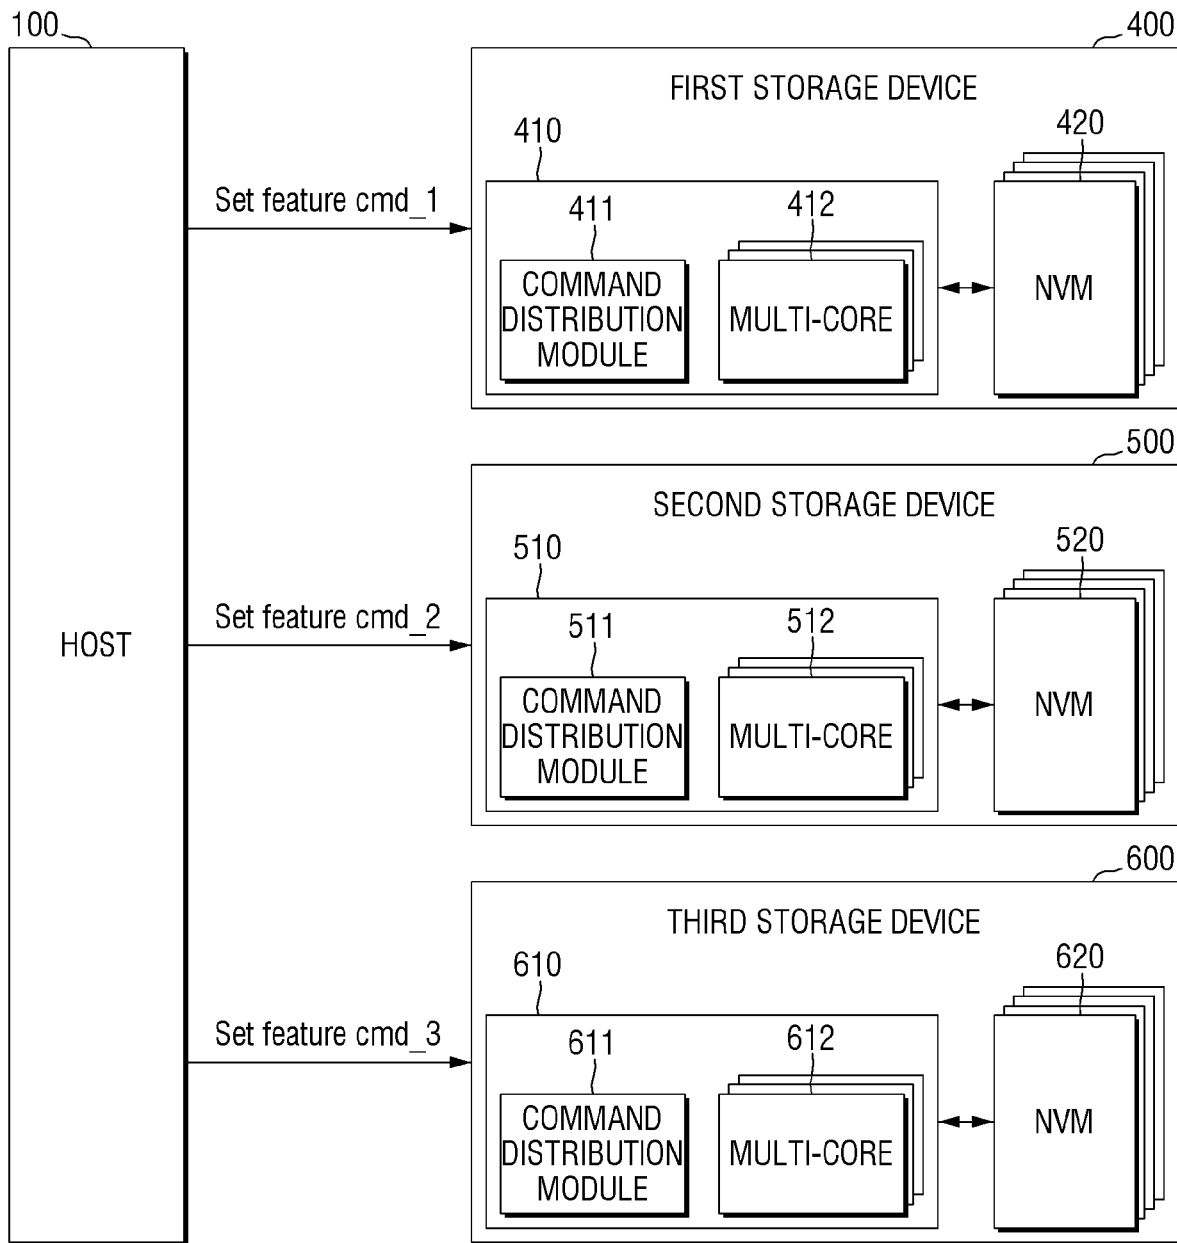 100
400
FIRST STORAGE DEVICE
410
420
Set feature cmd_1
411
412
COMMAND
DISTRIBUTION
MODULE
MULTI-CORE
NVM
500
SECOND STORAGE DEVICE
510
520
Set feature cmd_2
511
512
HOST
COMMAND
DISTRIBUTION
MODULE
MULTI-CORE
NVM
600
THIRD STORAGE DEVICE
610
620
Set feature cmd_3
611
612
COMMAND
DISTRIBUTION
MODULE
MULTI-CORE
NVM